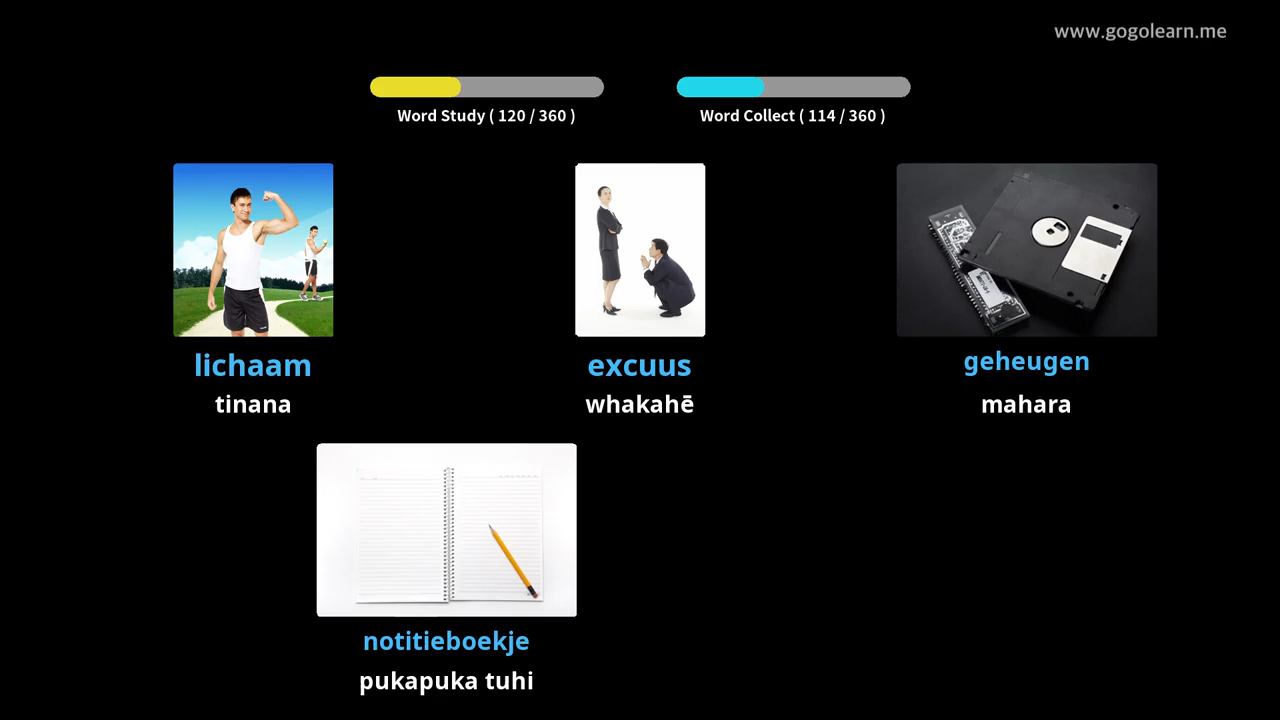 www.gogolearn.me
Word Study ( 120 / 360 )
Word Collect ( 114 / 360 )
lichaam
tinana
excuus
whakahē
geheugen
mahara
notitieboekje
pukapuka tuhi